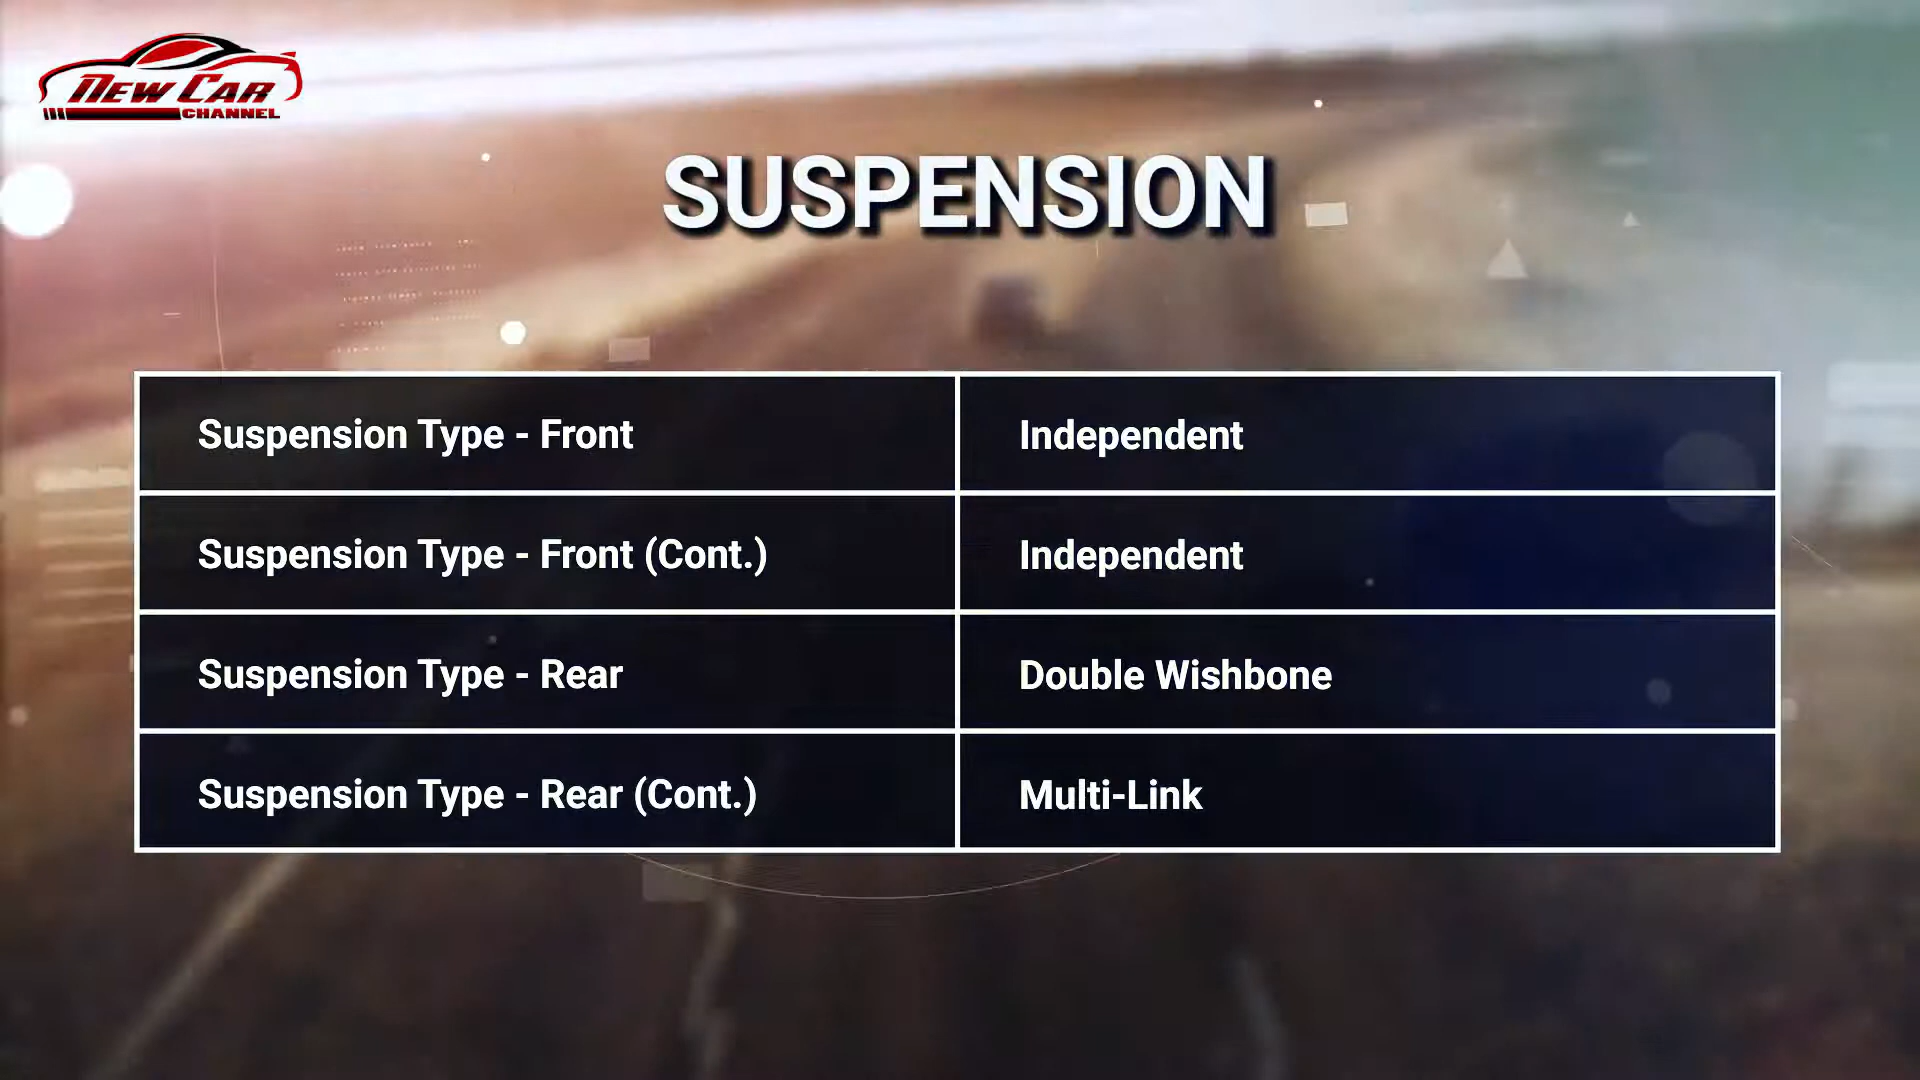 NEW CAR
CHANNEL
SUSPENSION
Suspension Type - Front
Independent
Suspension Type - Front (Cont.)
Independent
Suspension Type - Rear
Double Wishbone
Suspension Type - Rear (Cont.)
Multi-Link